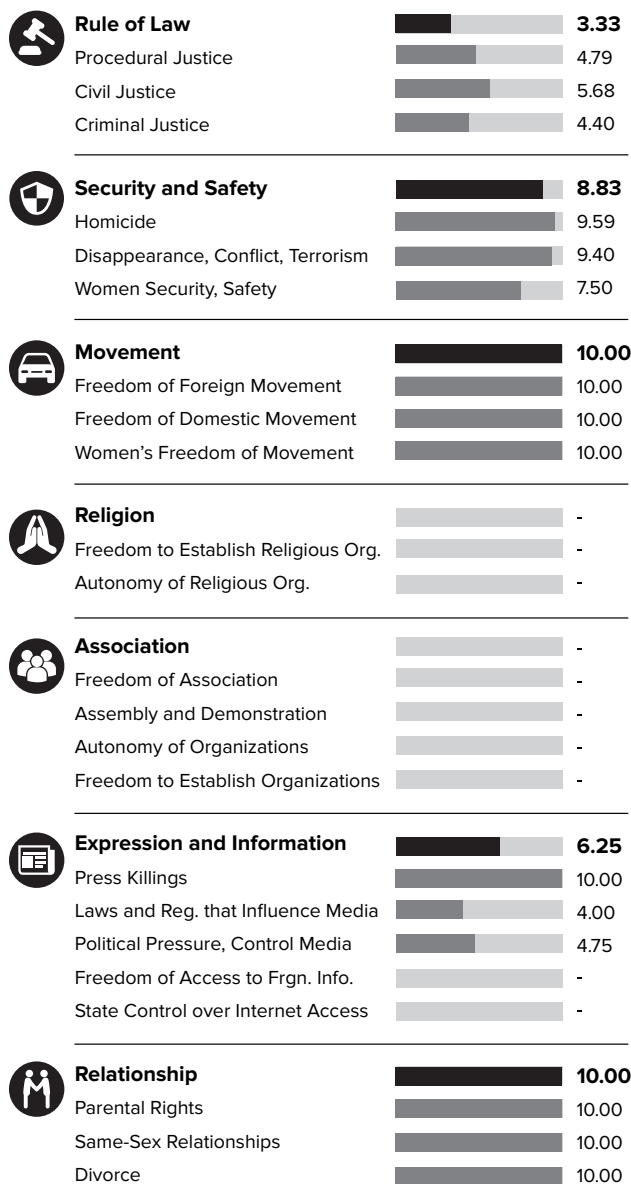 Rule of Law 3.33
Procedural Justice 4.79
Civil Justice 5.68
Criminal Justice 4.40
Security and Safety 8.83
Homicide 9.59
Disappearance, Conflict, Terrorism 9.40
Women Security, Safety 7.50
Movement 10.00
Freedom of Foreign Movement 10.00
Freedom of Domestic Movement 10.00
Women’s Freedom of Movement 10.00
Religion -
Freedom to Establish Religious Org. -
Autonomy of Religious Org. -
Association -
Freedom of Association -
Assembly and Demonstration -
Autonomy of Organizations -
Freedom to Establish Organizations -
Expression and Information 6.25
Press Killings 10.00
Laws and Reg. that Influence Media 4.00
Political Pressure, Control Media 4.75
Freedom of Access to Frgn. Info. -
State Control over Internet Access -
Relationship 10.00
Parental Rights 10.00
Same-Sex Relationships 10.00
Divorce 10.00